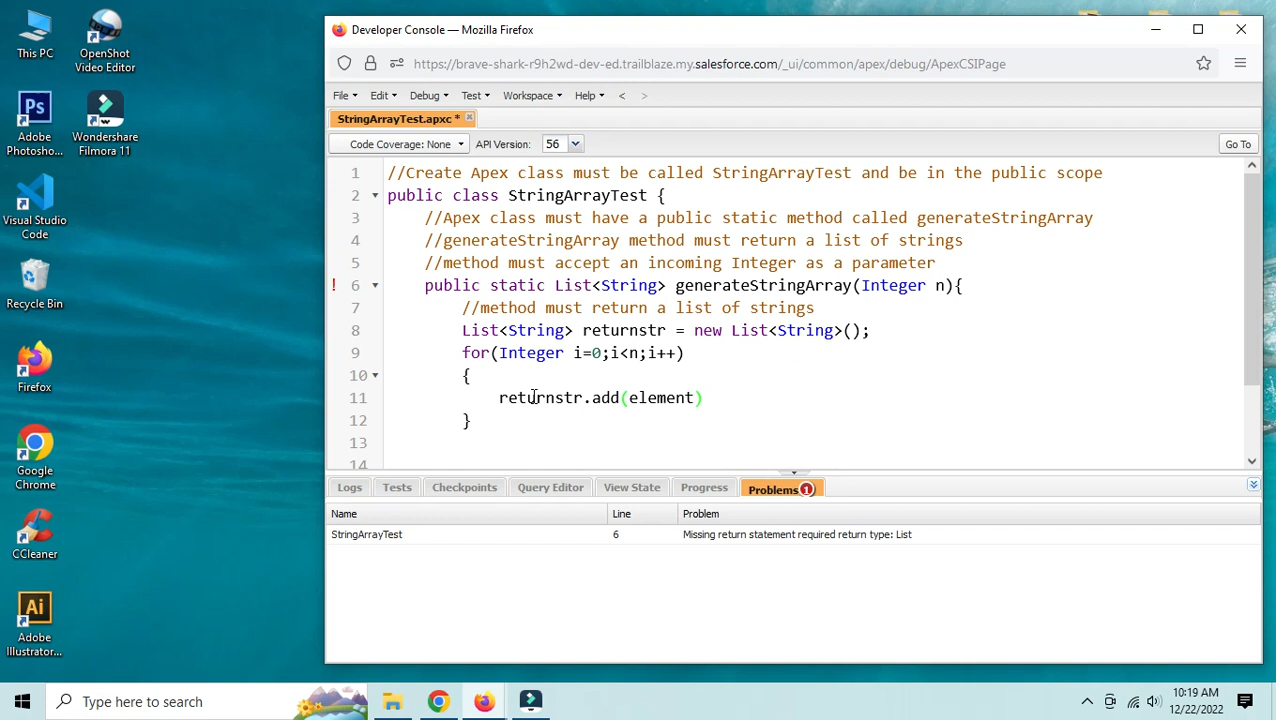 This PC
OpenShot
Video Editor
Adobe
Photosho...
Wondershare
Filmora 11
Visual Studio
Code
Recycle Bin
Firefox
Google
Chrome
CCleaner
Adobe
Illustrator...
Developer Console — Mozilla Firefox
https://brave-shark-r9h2wd-dev-ed.trailblaze.my.salesforce.com/_ui/common/apex/debug/ApexCSIPage
File Edit Debug Test Workspace Help < >
StringArrayTest.apxc *
Code Coverage: None API Version: 56 Go To
1 //Create Apex class must be called StringArrayTest and be in the public scope
2 public class StringArrayTest {
3 //Apex class must have a public static method called generateStringArray
4 //generateStringArray method must return a list of strings
5 //method must accept an incoming Integer as a parameter
! 6 public static List<String> generateStringArray(Integer n){
7 //method must return a list of strings
8 List<String> returnstr = new List<String>();
9 for(Integer i=0;i<n;i++)
10 {
11 returnstr.add(element)
12 }
13
14
Logs Tests Checkpoints Query Editor View State Progress Problems 1
Name Line Problem
StringArrayTest 6 Missing return statement required return type: List
Ps
Ai
Type here to search
10:19 AM
12/22/2022